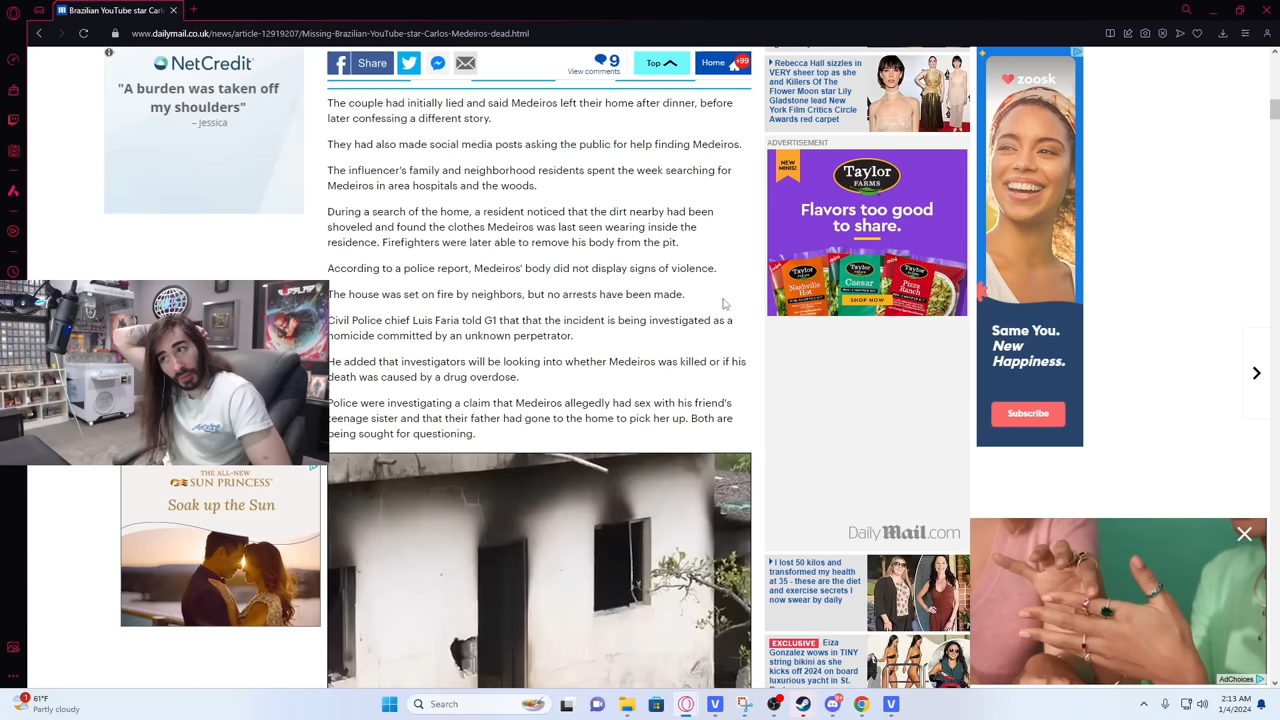 Brazilian YouTube star Carl
www.dailymail.co.uk/news/article-12919207/Missing-Brazilian-YouTube-star-Carlos-Medeiros-dead.html
NetCredit
"A burden was taken off
my shoulders"
– Jessica
Share
9
View comments
Top
Home
+99
The couple had initially lied and said Medeiros left their home after dinner, before
later confessing a different story.
They had also made social media posts asking the public for help finding Medeiros.
The influencer's family and neighborhood residents spent the week searching for
Medeiros in area hospitals and the woods.
During a search of the home, a resident noticed that the dirt nearby had been
shoveled and found the clothes Medeiros was last seen wearing inside the
residence. Firefighters were later able to remove his body from the pit.
According to a police report, Medeiros' body did not display signs of violence.
The house was set on fire by neighbors, but no arrests have been made.
Civil Police chief Luis Faria told G1 that that the incident is being investigated as a
homicide committed by an unknown perpetrator.
He added that investigators will be looking into whether Medeiros was killed or if his
death was caused by a drug overdose.
Police were investigating a claim that Medeiros allegedly had sex with his friend's
teenage sister and that their father had gone to the home to pick her up. Both are
being sought for questioning.
THE ALL-NEW
SUN PRINCESS
Soak up the Sun
Rebecca Hall sizzles in
VERY sheer top as she
and Killers Of The
Flower Moon star Lily
Gladstone lead New
York Film Critics Circle
Awards red carpet
ADVERTISEMENT
NEW
MINIS!
Taylor
FARMS
Flavors too good
to share.
mini
Nashville
Hot
mini
Caesar
mini
Pizza
Ranch
SHOP NOW
DailyMail.com
I lost 50 kilos and
transformed my health
at 35 - these are the diet
and exercise secrets I
now swear by daily
EXCLUSIVE Eiza
Gonzalez wows in TINY
string bikini as she
kicks off 2024 on board
luxurious yacht in St.
zoosk
Same You.
New
Happiness.
Subscribe
AdChoices
1
61°F
Partly cloudy
Search
2:13 AM
1/4/2024